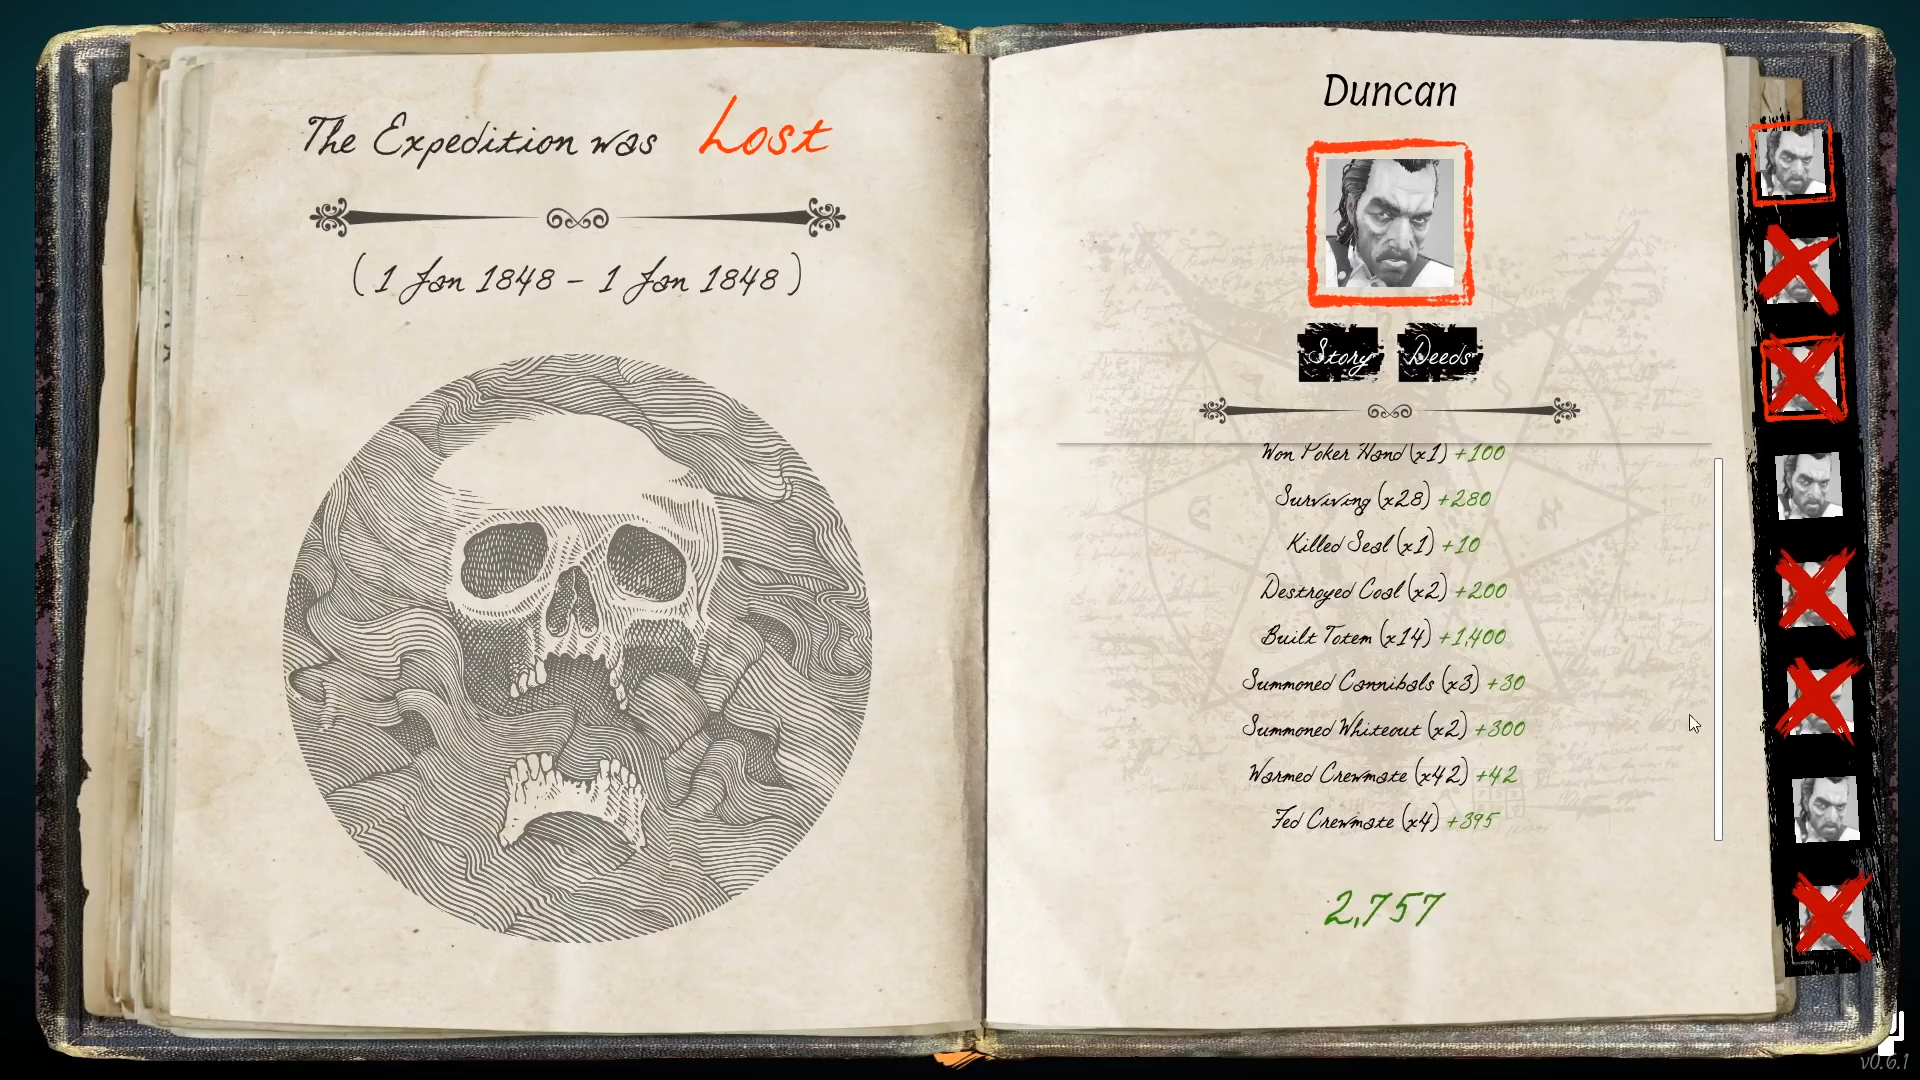 The Expedition was Lost
( 1 Jan 1848 - 1 Jan 1848 )
Duncan
Story Deeds
Won Poker Hand (x1) +100
Surviving (x28) +280
Killed Seal (x1) +10
Destroyed Coal (x2) +200
Built Totem (x14) +1,400
Summoned Cannibals (x3) +30
Summoned Whiteout (x2) +300
Warmed Crewmate (x42) +42
Fed Crewmate (x4) +395
2,757
v0.6.1